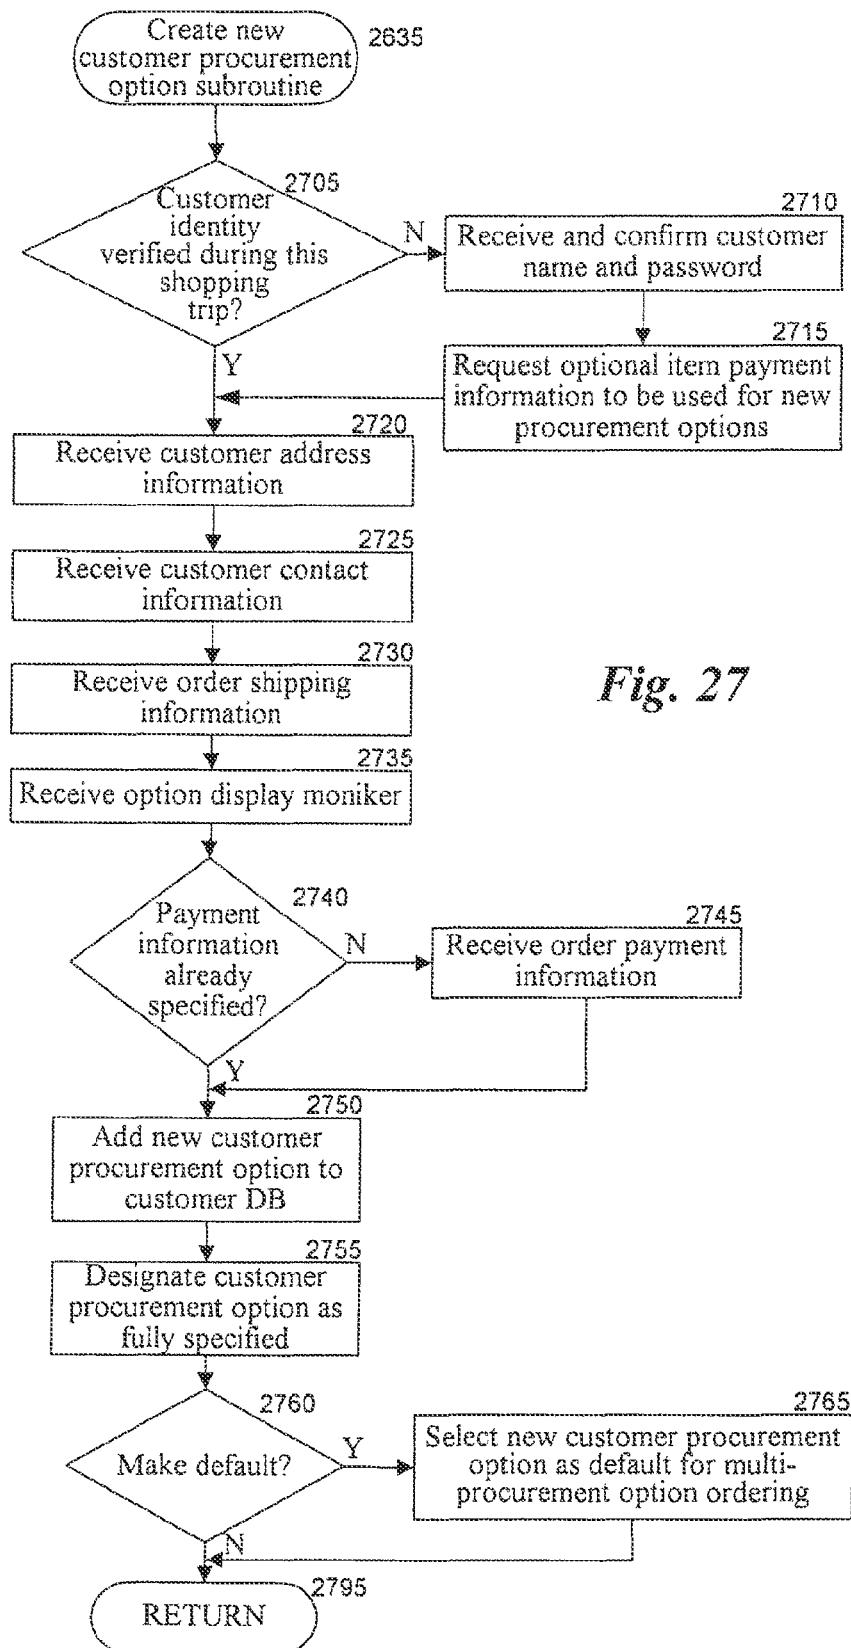 Create new
customer procurement
option subroutine
2635
2705
Customer
identity
verified during this
shopping
trip?
N
2710
Receive and confirm customer
name and password
Y
2715
Request optional item payment
information to be used for new
procurement options
2720
Receive customer address
information
2725
Receive customer contact
information
2730
Receive order shipping
information
Fig. 27
2735
Receive option display moniker
2740
Payment
information
already
specified?
N
2745
Receive order payment
information
Y
2750
Add new customer
procurement option to
customer DB
2755
Designate customer
procurement option as
fully specified
2760
Make default?
Y
2765
Select new customer procurement
option as default for multi-
procurement option ordering
N
2795
RETURN